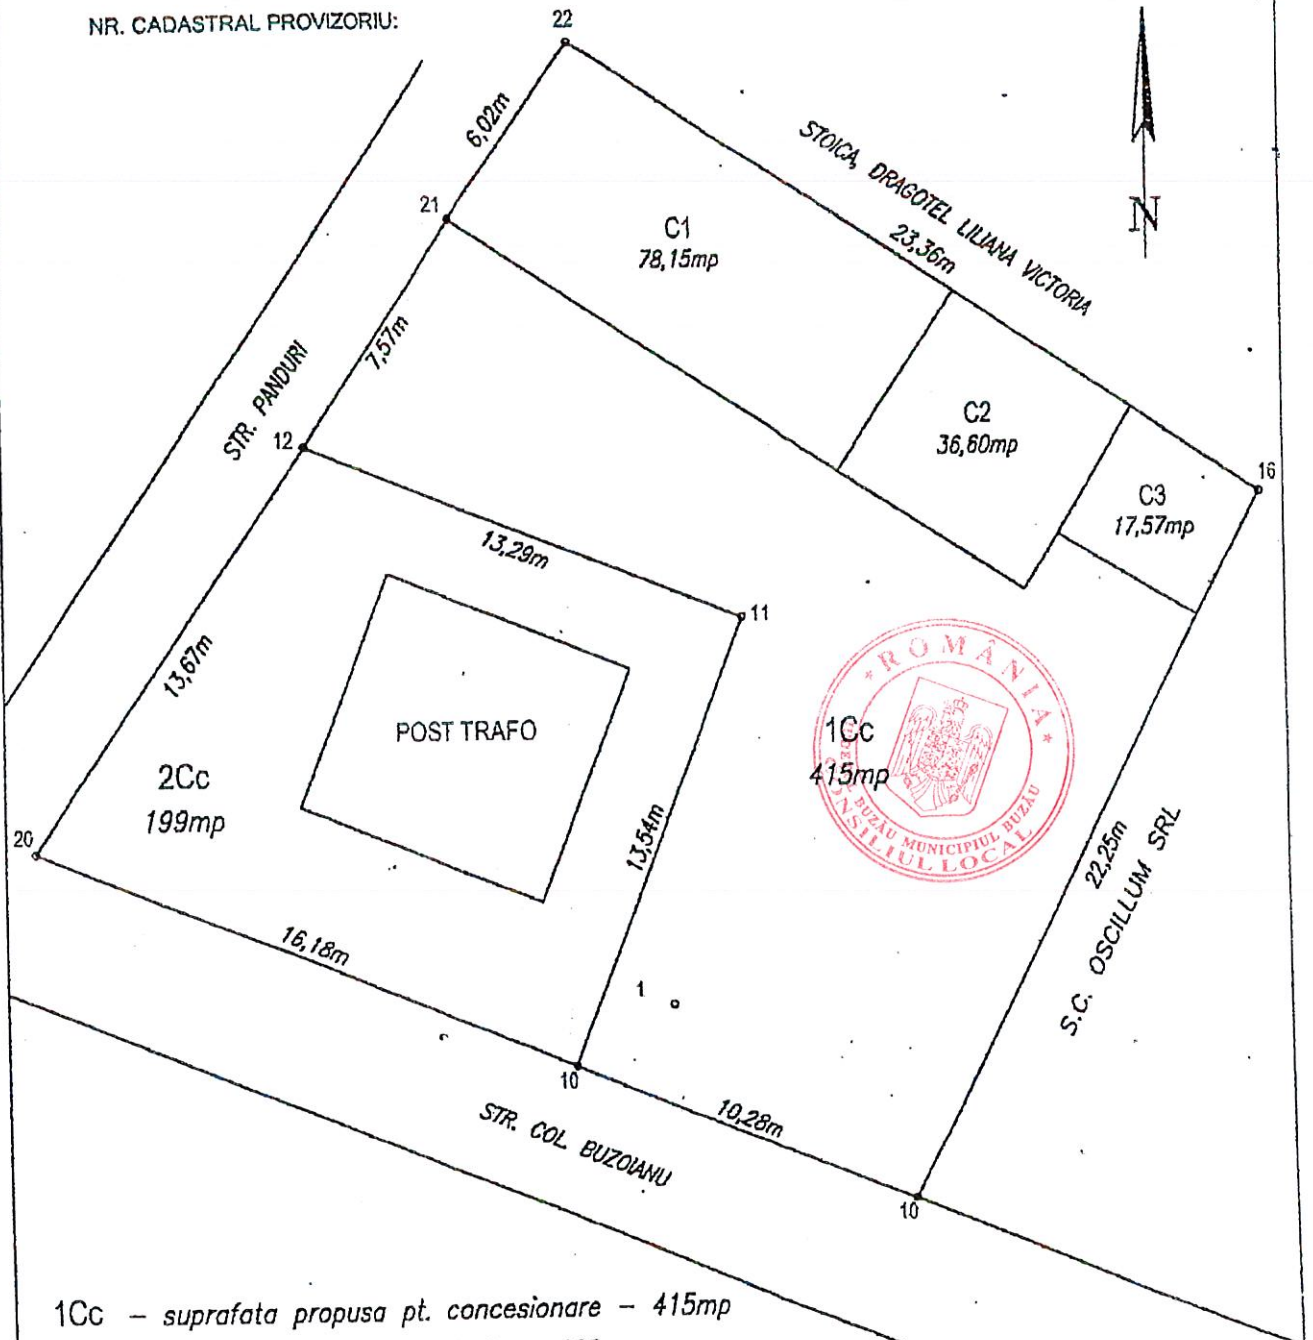 NR. CADASTRAL PROVIZORIU:
22
6,02m
21
C1
78,15mp
STOICA, DRAGOTEL LILIANA VICTORIA
23,36m
N
7,57m
STR. PANDURI
12
C2
36,60mp
16
C3
17,57mp
13,29m
11
13,67m
POST TRAFO
2Cc
199mp
20
ROMÂNIA
1Cc
415mp
BUZĂU MUNICIPIUL BUZĂU
CONSILIUL LOCAL
13,54m
22,25m
S.C. OSCILLUM SRL
16,18m
1
10
STR. COL. BUZOIANU
10,28m
10
1Cc – suprafata propusa pt. concesionare – 415mp